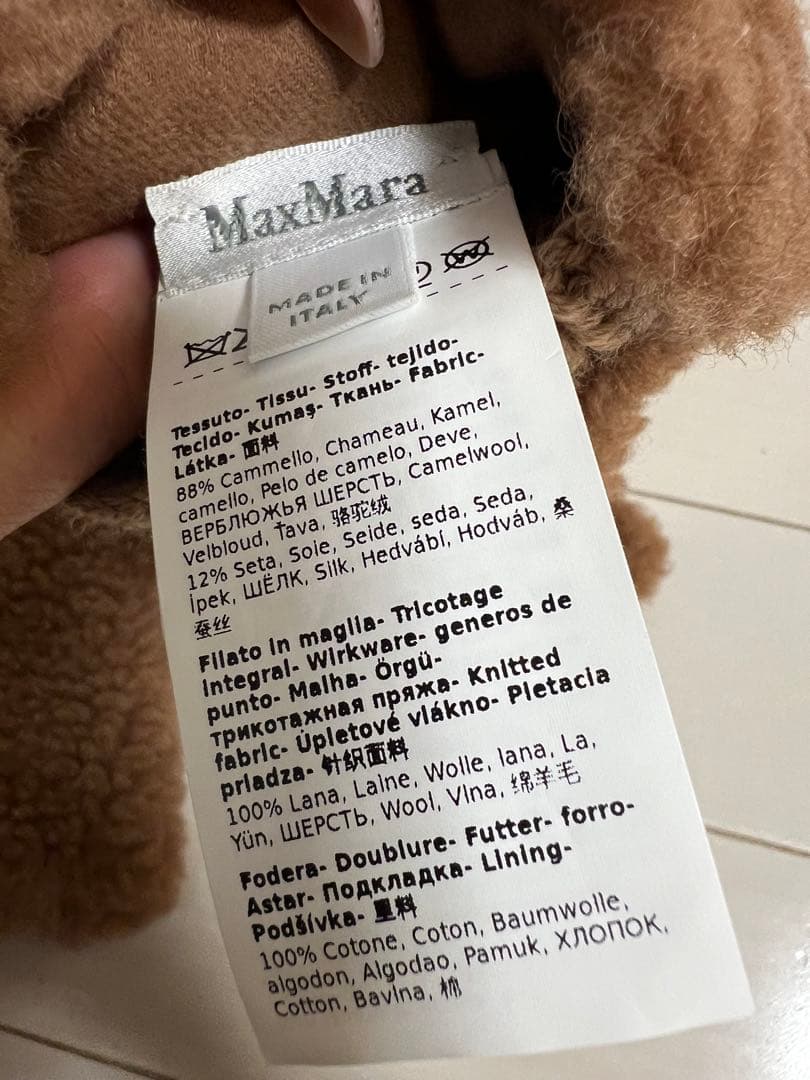 MaxMara
MADE IN
ITALY
Tessuto- Tissu- Stoff- tejido-
Tecido- Kumaş- Ткань- Fabric-
Látka- 面料
88% Cammello, Chameau, Kamel,
camello, Pelo de camelo, Deve,
ВЕРБЛЮЖЬЯ ШЕРСТЬ, Camelwool,
Velbloud, Ťava, 骆驼绒
12% Seta, Soie, Seide, seda, Seda,
İpek, ШЁЛК, Silk, Hedvábí, Hodváb, 桑
蚕丝
Filato in maglia- Tricotage
integral- Wirkware- generos de
punto- Malha- Örgü-
трикотажная пряжа- Knitted
fabric- Úpletové vlákno- Pletacia
priadza- 针织面料
100% Lana, Laine, Wolle, lana, La,
Yün, ШЕРСТЬ, Wool, Vlna, 绵羊毛
Fodera- Doublure- Futter- forro-
Astar- Подкладка- Lining-
Podšívka- 里料
100% Cotone, Coton, Baumwolle,
algodon, Algodao, Pamuk, ХЛОПОК,
Cotton, Bavlna, 棉